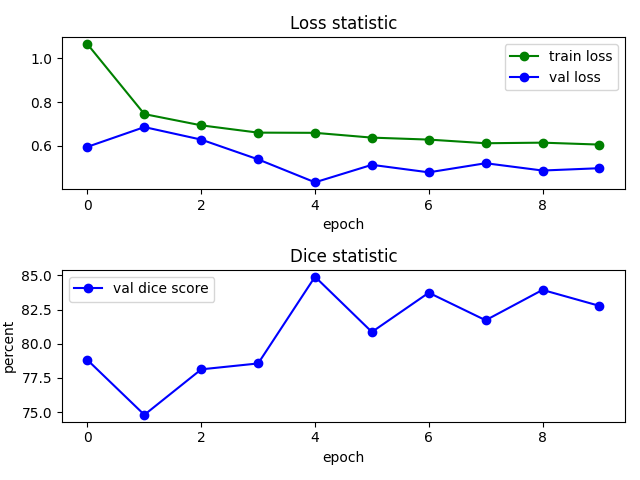 Loss statistic
1.0
0.8
0.6
train loss
val loss
0 2 4 6 8
epoch
Dice statistic
85.0
82.5
80.0
77.5
75.0
percent
val dice score
0 2 4 6 8
epoch